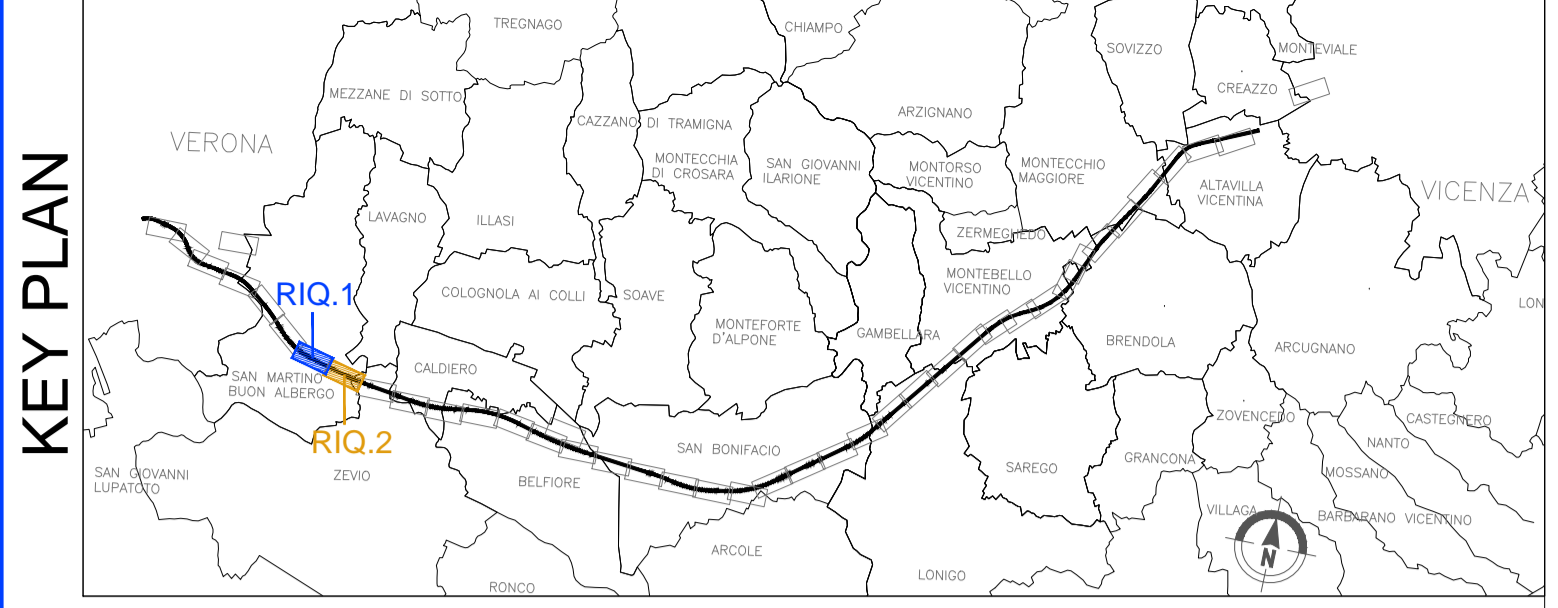 KEY PLAN
TREGNAGO
CHIAMPO
SOVIZZO
MONTEVIALE
MEZZANE DI SOTTO
CREAZZO
VERONA
CAZZANO DI TRAMIGNA
ARZIGNANO
MONTECCHIA
DI CROSARA
SAN GIOVANNI
ILARIONE
MONTORSO
VICENTINO
MONTECCHIO
MAGGIORE
ALTAVILLA
VICENTINA
VICENZA
LAVAGNO
ILLASI
ZERMEGHEDO
RIQ.1
COLOGNOLA AI COLLI
SOAVE
MONTEBELLO
VICENTINO
LON
MONTEFORTE
D'ALPONE
GAMBELLARA
BRENDOLA
ARCUGNANO
SAN MARTINO
BUON ALBERGO
CALDIERO
RIQ.2
ZOVENCEDO
CASTEGNERO
NANTO
SAN GIOVANNI
LUPATOTO
ZEVIO
BELFIORE
SAN BONIFACIO
SAREGO
GRANCONA
MOSSANO
VILLAGA
BARBARANO VICENTINO
ARCOLE
N
RONCO
LONIGO